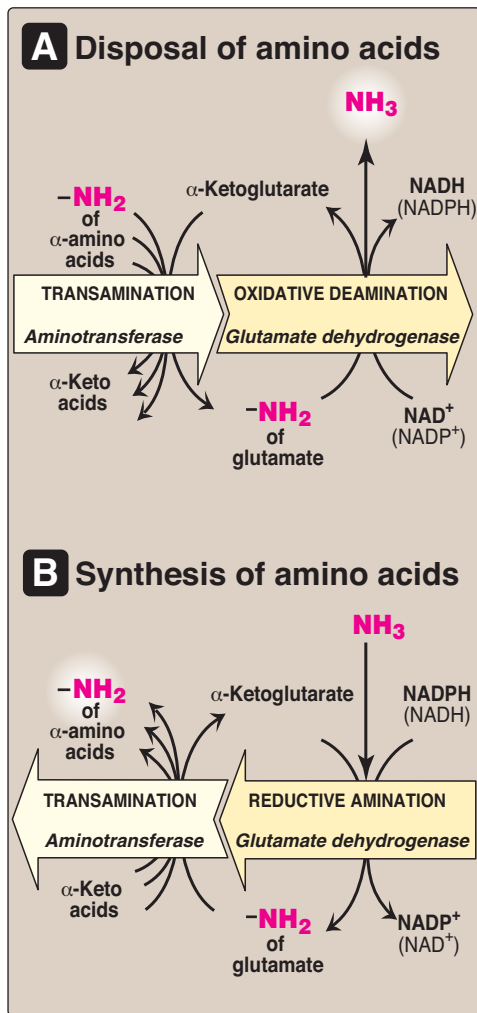 A Disposal of amino acids
NH3
–NH2
of
α-amino
acids
α-Ketoglutarate
NADH
(NADPH)
TRANSAMINATION
Aminotransferase
OXIDATIVE DEAMINATION
Glutamate dehydrogenase
α-Keto
acids
–NH2
of
glutamate
NAD+
(NADP+)
B Synthesis of amino acids
NH3
–NH2
of
α-amino
acids
α-Ketoglutarate
NADPH
(NADH)
TRANSAMINATION
Aminotransferase
REDUCTIVE AMINATION
Glutamate dehydrogenase
α-Keto
acids
–NH2
of
glutamate
NADP+
(NAD+)